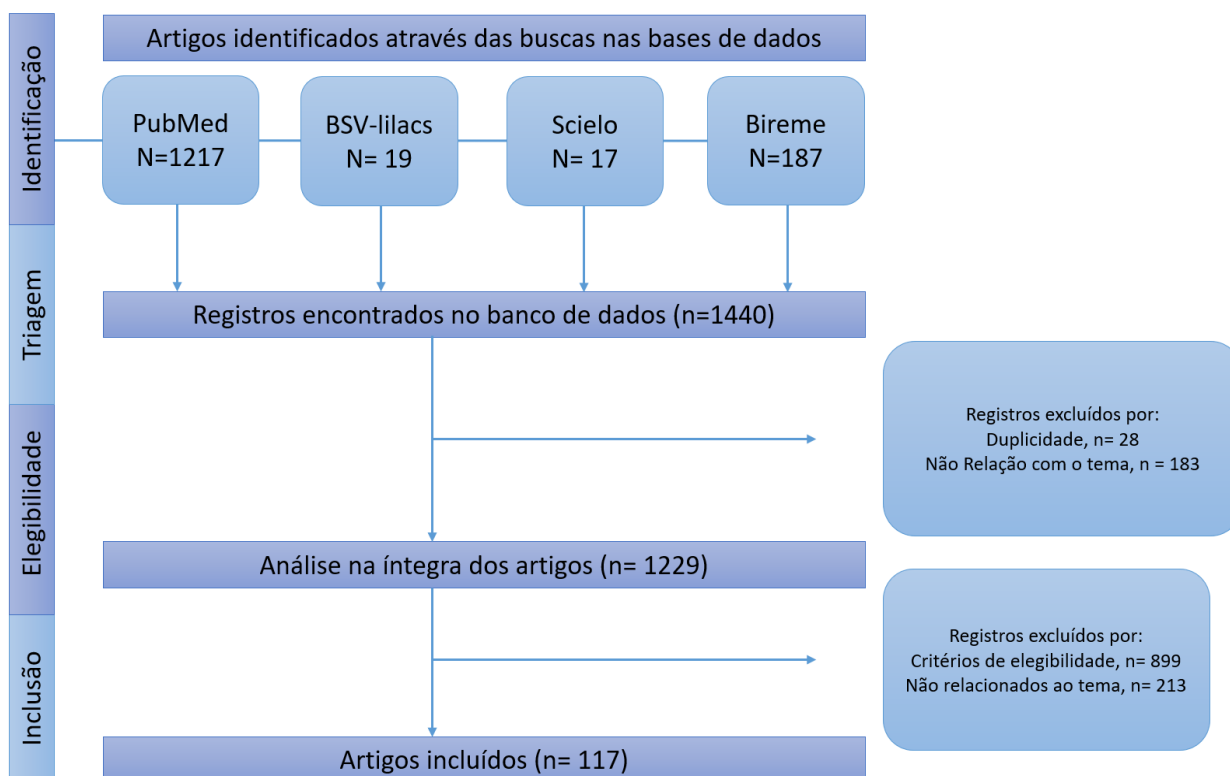 Identificação
Artigos identificados através das buscas nas bases de dados
PubMed
N=1217
BSV-lilacs
N= 19
Scielo
N= 17
Bireme
N=187
Triagem
Registros encontrados no banco de dados (n=1440)
Registros excluídos por:
Duplicidade, n= 28
Não Relação com o tema, n = 183
Elegibilidade
Análise na íntegra dos artigos (n= 1229)
Registros excluídos por:
Critérios de elegibilidade, n= 899
Não relacionados ao tema, n= 213
Inclusão
Artigos incluídos (n= 117)